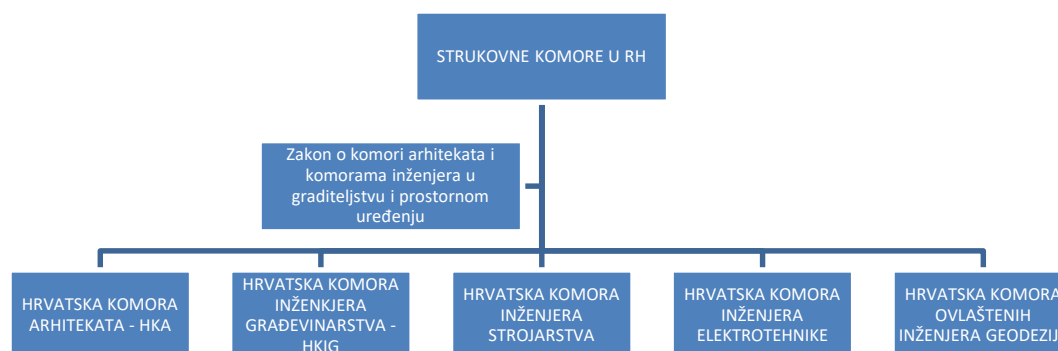 STRUKOVNE KOMORE U RH
Zakon o komori arhitekata i
komorama inženjera u
graditeljstvu i prostornom
uređenju
HRVATSKA KOMORA
ARHITEKATA - HKA
HRVATSKA KOMORA
INŽENKJERA
GRAĐEVINARSTVA -
HKIG
HRVATSKA KOMORA
INŽENJERA
STROJARSTVA
HRVATSKA KOMORA
INŽENJERA
ELEKTROTEHNIKE
HRVATSKA KOMORA
OVLAŠTENIH
INŽENJERA GEODEZIJE